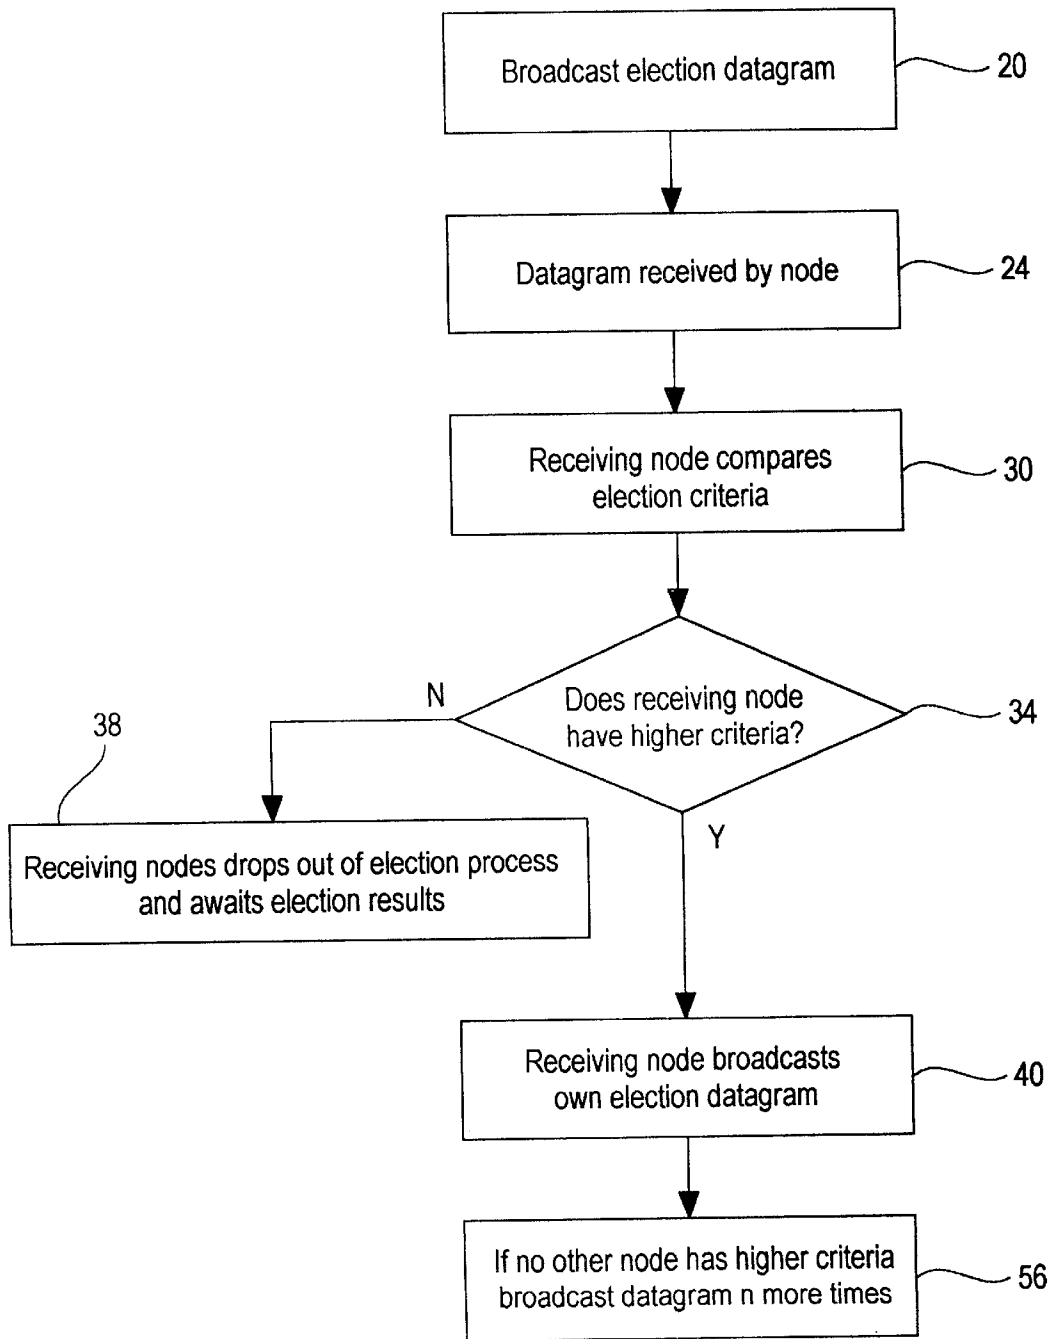 Broadcast election datagram
20
Datagram received by node
24
Receiving node compares
election criteria
30
Does receiving node
have higher criteria?
34
N
Y
38
Receiving nodes drops out of election process
and awaits election results
Receiving node broadcasts
own election datagram
40
If no other node has higher criteria
broadcast datagram n more times
56